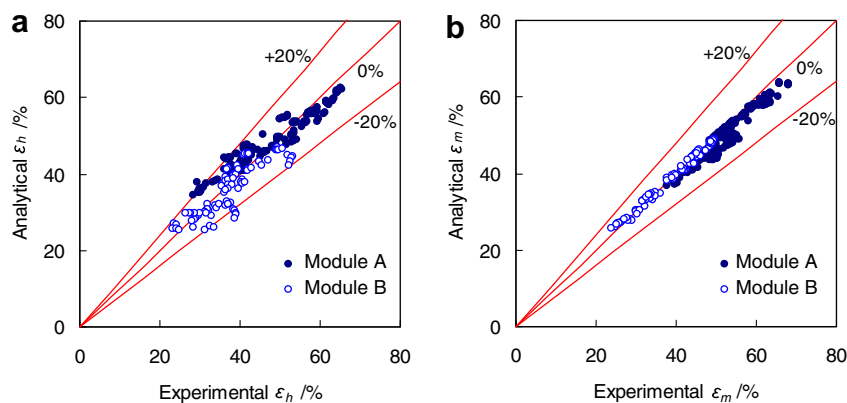 a
80
60
40
20
0
Analytical εh /%
+20%
0%
-20%
Module A
Module B
0 20 40 60 80
Experimental εh /%
b
80
60
40
20
0
Analytical εm /%
+20%
0%
-20%
Module A
Module B
0 20 40 60 80
Experimental εm /%